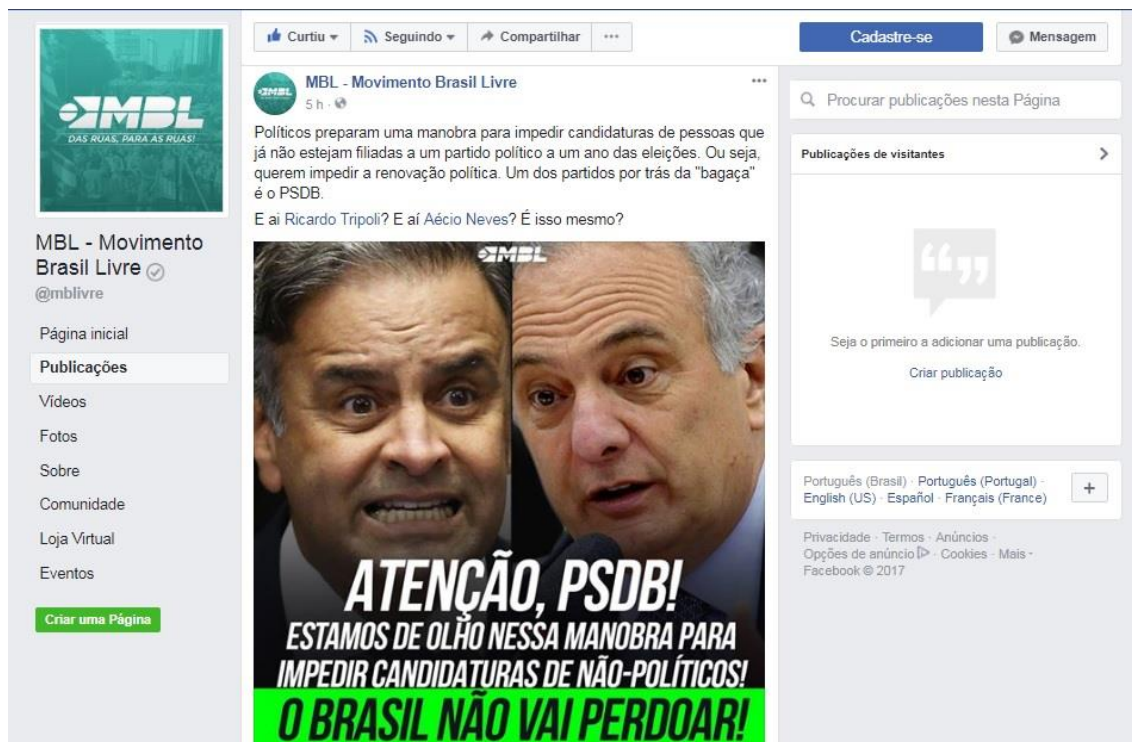 MBL
DAS RUAS, PARA AS RUAS!
MBL - Movimento
Brasil Livre
@mblivre
Página inicial
Publicações
Vídeos
Fotos
Sobre
Comunidade
Loja Virtual
Eventos
Criar uma Página
Curtiu
Seguindo
Compartilhar
...
MBL
MBL - Movimento Brasil Livre
...
5 h ·
Políticos preparam uma manobra para impedir candidaturas de pessoas que
já não estejam filiadas a um partido político a um ano das eleições. Ou seja,
querem impedir a renovação política. Um dos partidos por trás da "bagaça"
é o PSDB.
E ai Ricardo Tripoli? E aí Aécio Neves? É isso mesmo?
MBL
ATENÇÃO, PSDB!
ESTAMOS DE OLHO NESSA MANOBRA PARA
IMPEDIR CANDIDATURAS DE NÃO-POLÍTICOS!
O BRASIL NÃO VAI PERDOAR!
Cadastre-se
Mensagem
Procurar publicações nesta Página
Publicações de visitantes
Seja o primeiro a adicionar uma publicação.
Criar publicação
Português (Brasil) · Português (Portugal) ·
English (US) · Español · Français (France)
+
Privacidade · Termos · Anúncios ·
Opções de anúncio · Cookies · Mais
Facebook © 2017